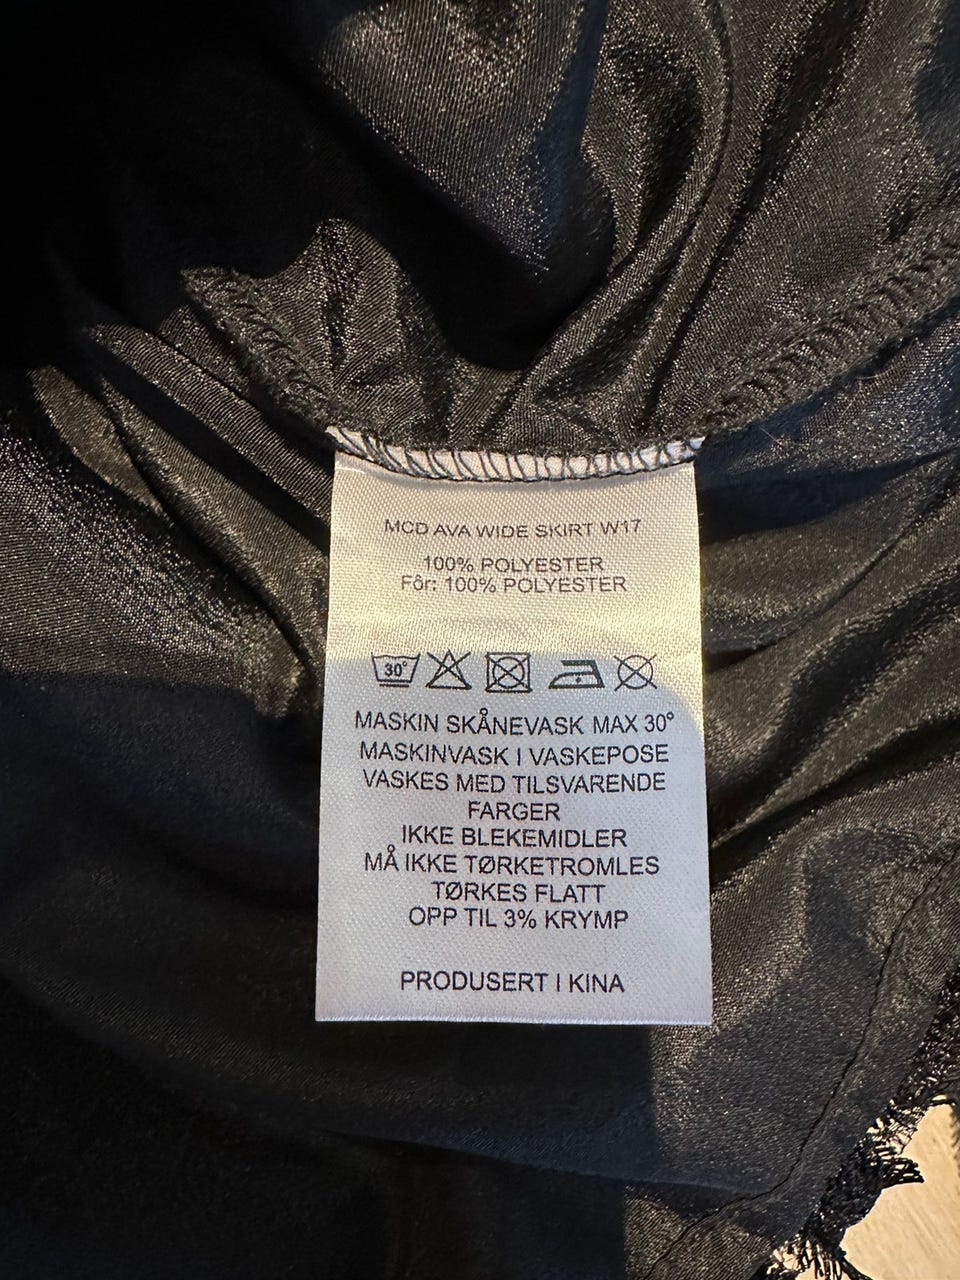 MCD AVA WIDE SKIRT W17
100% POLYESTER
Fôr: 100% POLYESTER
30°
MASKIN SKÅNEVASK MAX 30°
MASKINVASK I VASKEPOSE
VASKES MED TILSVARENDE
FARGER
IKKE BLEKEMIDLER
MÅ IKKE TØRKETROMLES
TØRKES FLATT
OPP TIL 3% KRYMP
PRODUSERT I KINA